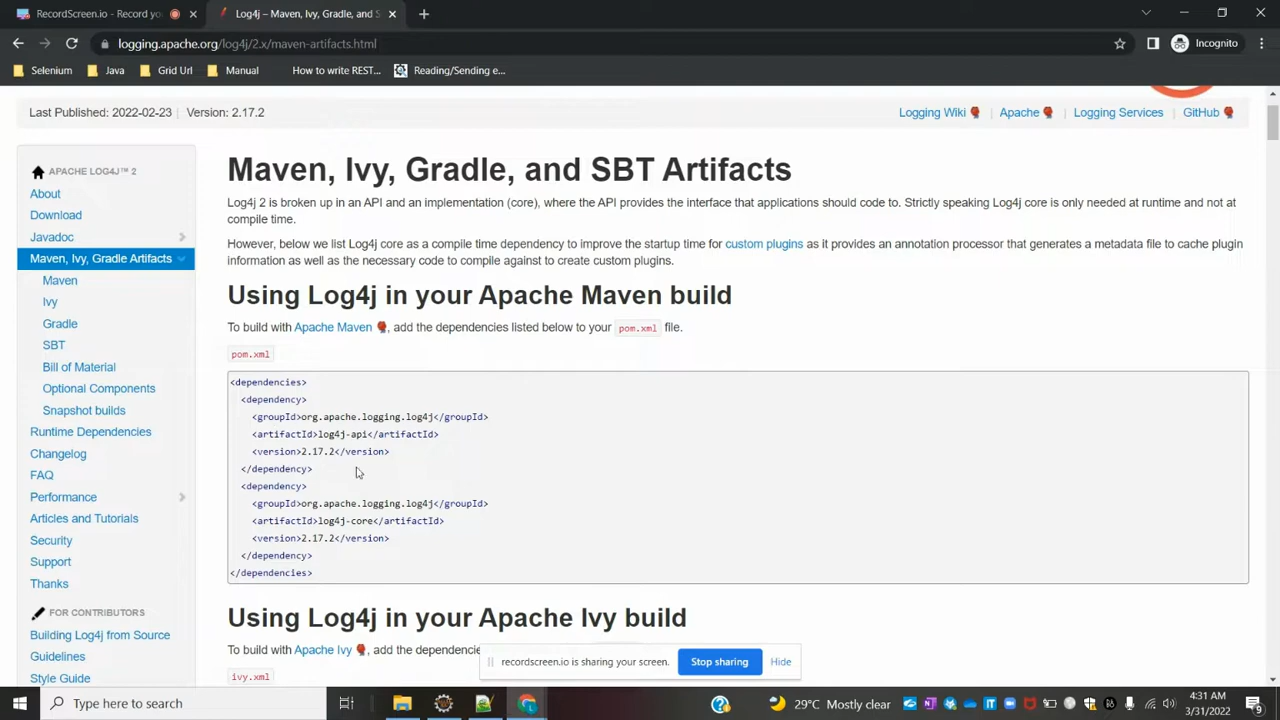 RecordScreen.io - Record yo
Log4j – Maven, Ivy, Gradle, and S
logging.apache.org/log4j/2.x/maven-artifacts.html
Incognito
Selenium
Java
Grid Url
Manual
How to write REST...
Reading/Sending e...
Last Published: 2022-02-23
Version: 2.17.2
Logging Wiki
Apache
Logging Services
GitHub
APACHE LOG4J™ 2
About
Download
Javadoc
Maven, Ivy, Gradle Artifacts
Maven
Ivy
Gradle
SBT
Bill of Material
Optional Components
Snapshot builds
Runtime Dependencies
Changelog
FAQ
Performance
Articles and Tutorials
Security
Support
Thanks
FOR CONTRIBUTORS
Building Log4j from Source
Guidelines
Style Guide
Maven, Ivy, Gradle, and SBT Artifacts
Log4j 2 is broken up in an API and an implementation (core), where the API provides the interface that applications should code to. Strictly speaking Log4j core is only needed at runtime and not at
compile time.
However, below we list Log4j core as a compile time dependency to improve the startup time for custom plugins as it provides an annotation processor that generates a metadata file to cache plugin
information as well as the necessary code to compile against to create custom plugins.
Using Log4j in your Apache Maven build
To build with Apache Maven , add the dependencies listed below to your pom.xml file.
pom.xml
<dependencies>
<dependency>
<groupId>org.apache.logging.log4j</groupId>
<artifactId>log4j-api</artifactId>
<version>2.17.2</version>
</dependency>
<dependency>
<groupId>org.apache.logging.log4j</groupId>
<artifactId>log4j-core</artifactId>
<version>2.17.2</version>
</dependency>
</dependencies>
Using Log4j in your Apache Ivy build
To build with Apache Ivy , add the dependencie
ivy.xml
recordscreen.io is sharing your screen.
Stop sharing
Hide
Type here to search
29°C Mostly clear
4:31 AM
3/31/2022